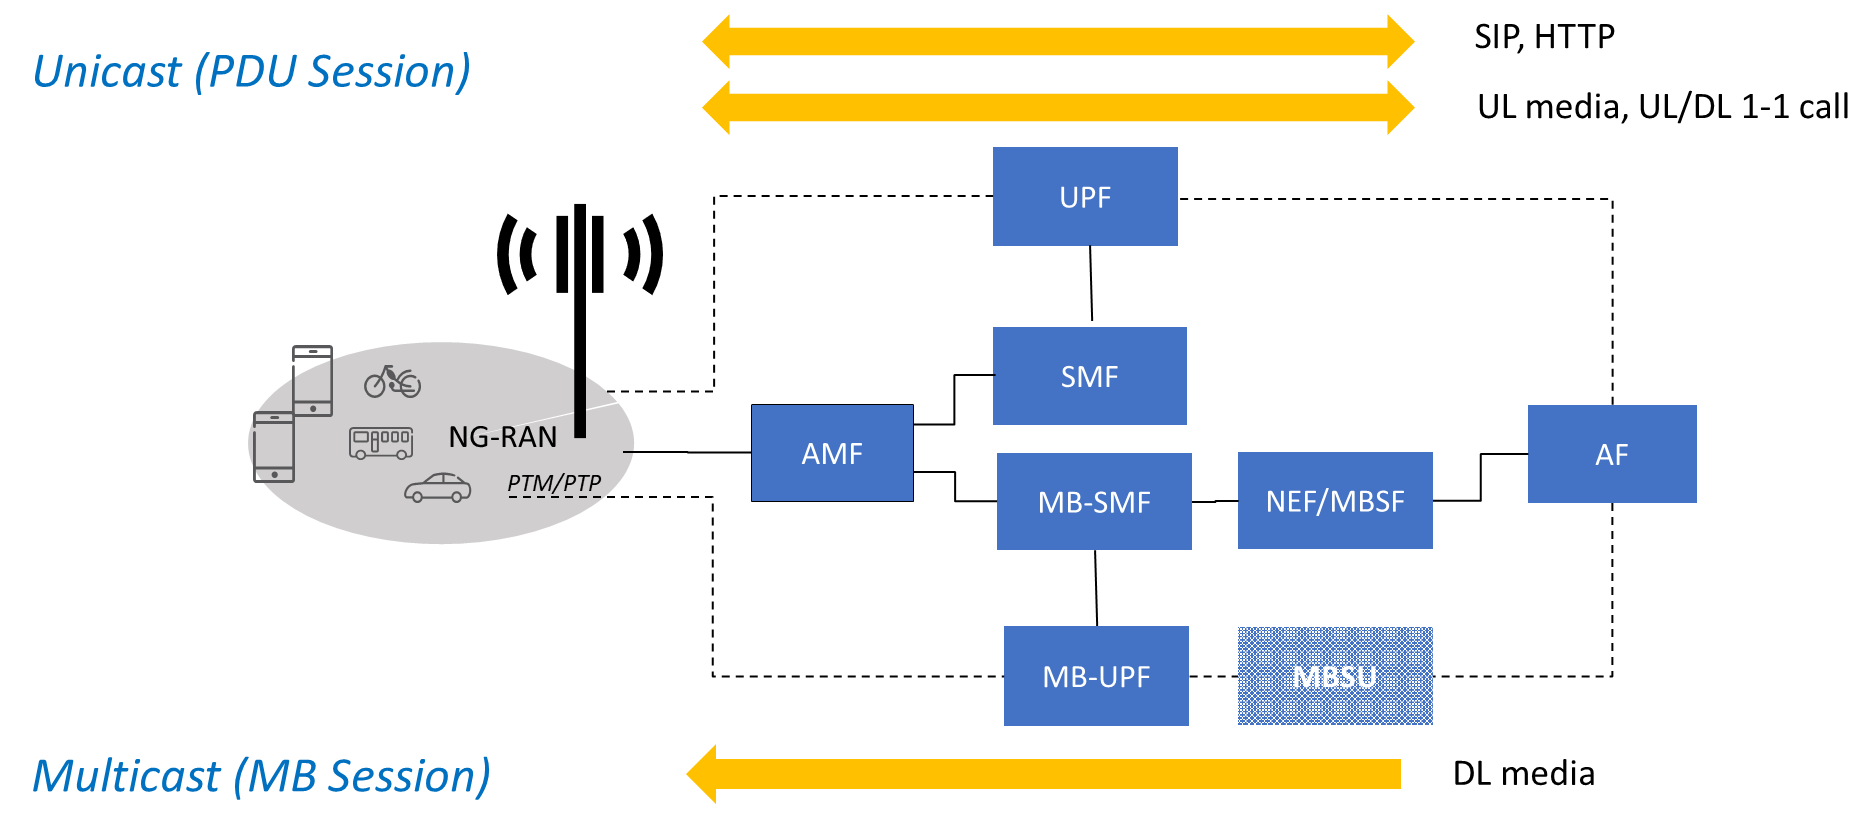 SIP, HTTP
Unicast (PDU Session)
UL media, UL/DL 1-1 call
UPF
SMF
NG-RAN
AMF
AF
PTM/PTP
MB-SMF
NEF/MBSF
MB-UPF
MBSU
Multicast (MB Session)
DL media